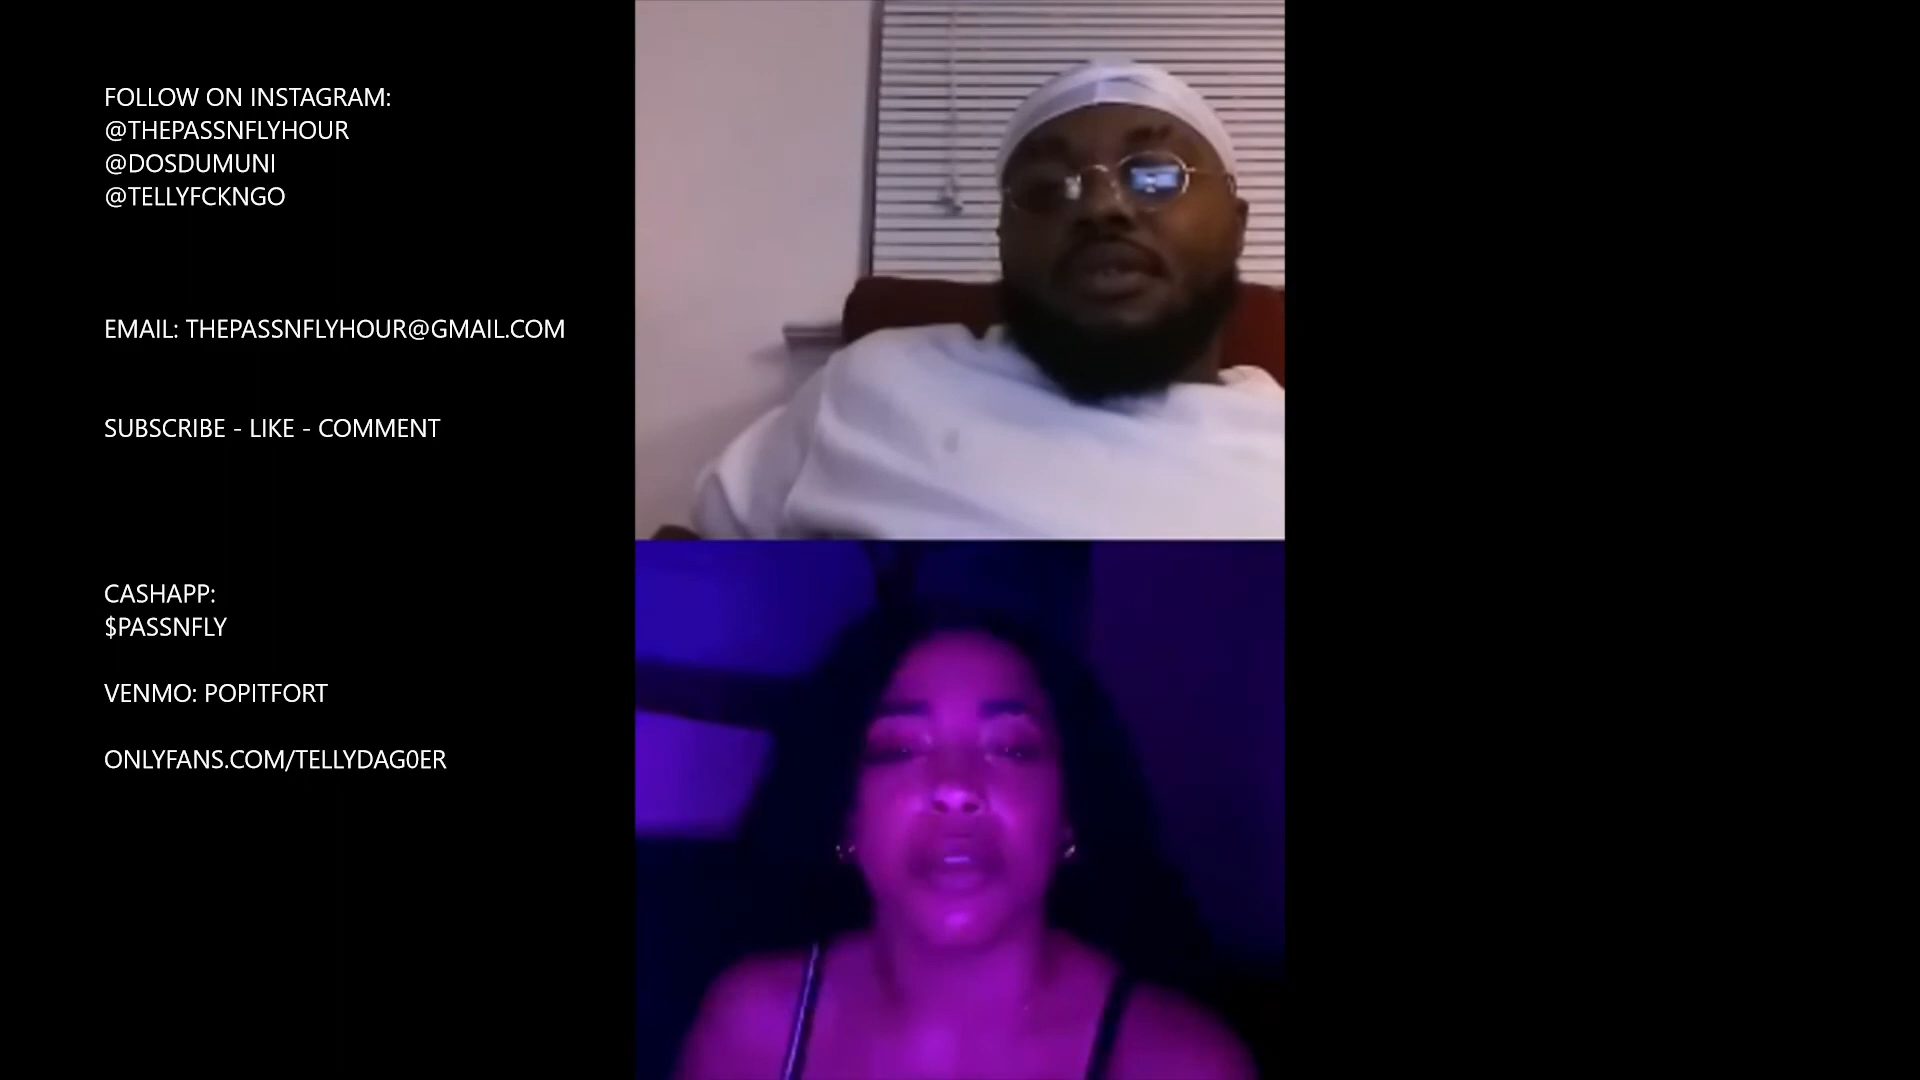 FOLLOW ON INSTAGRAM:
@THEPASSNFLYHOUR
@DOSDUMUNI
@TELLYFCKNGO
EMAIL: THEPASSNFLYHOUR@GMAIL.COM
SUBSCRIBE - LIKE - COMMENT
CASHAPP:
$PASSNFLY
VENMO: POPITFORT
ONLYFANS.COM/TELLYDAG0ER